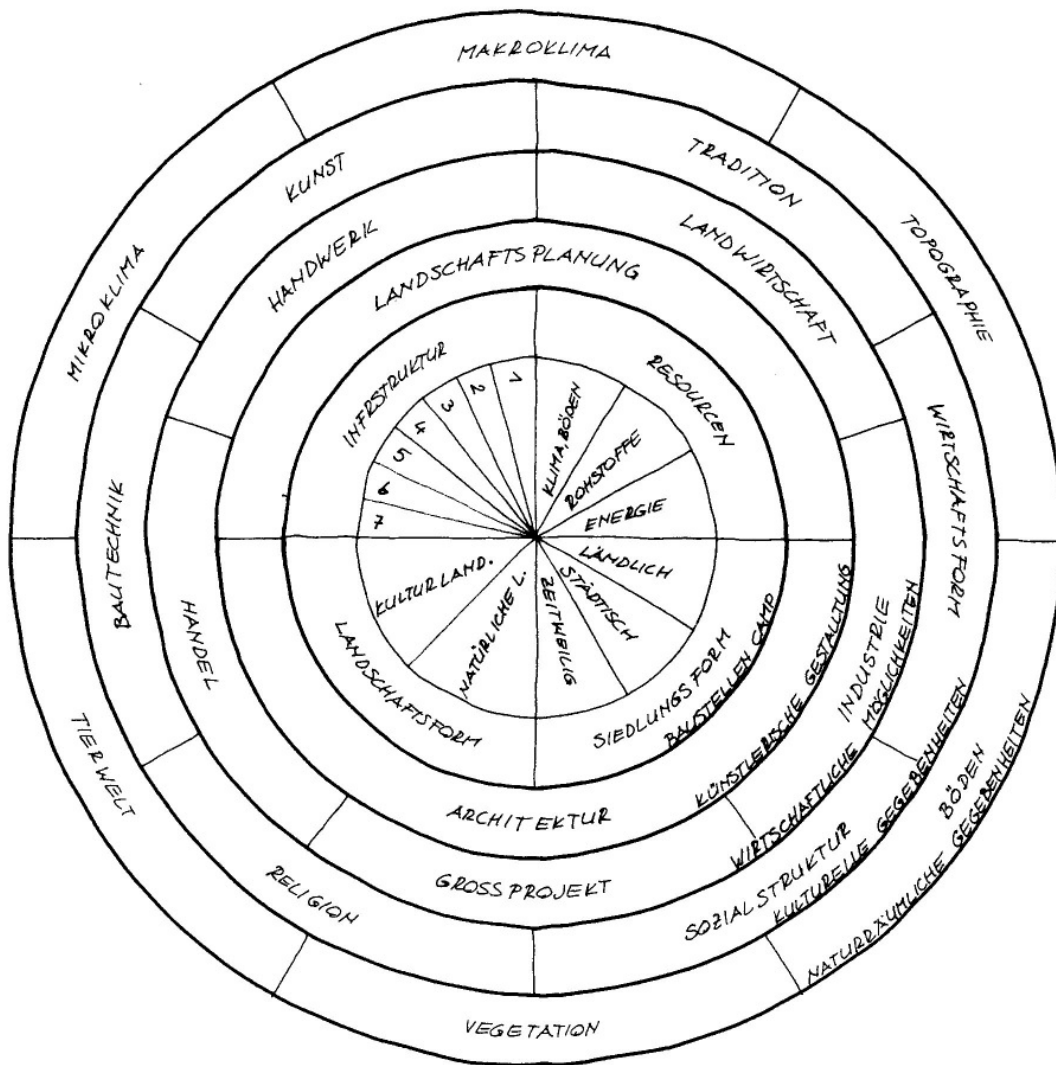 MAKROKLIMA
TOPOGRAPHIE
BÖDEN
NATURRÄUMLICHE GEGEBENHEITEN
VEGETATION
TIERWELT
MIKROKLIMA
KUNST
TRADITION
WIRTSCHAFTSFORM
SOZIALSTRUKTUR
KULTURELLE GEGEBENHEITEN
RELIGION
BAUTECHNIK
HANDWERK
LANDWIRTSCHAFT
INDUSTRIE
WIRTSCHAFTLICHE MÖGLICHKEITEN
GROSSPROJEKT
HANDEL
LANDSCHAFTSPLANUNG
KÜNSTLERISCHE GESTALTUNG
ARCHITEKTUR
INFRSTRUKTUR
RESOURCEN
SIEDLUNGSFORM
BAUSTELLEN CAMP
LANDSCHAFTSFORM
1
2
3
4
5
6
7
KLIMA, BÖDEN
ROHSTOFFE
ENERGIE
LÄNDLICH
STÄDTISCH
ZEITWEILIG
NATÜRLICHE L.
KULTURLAND.